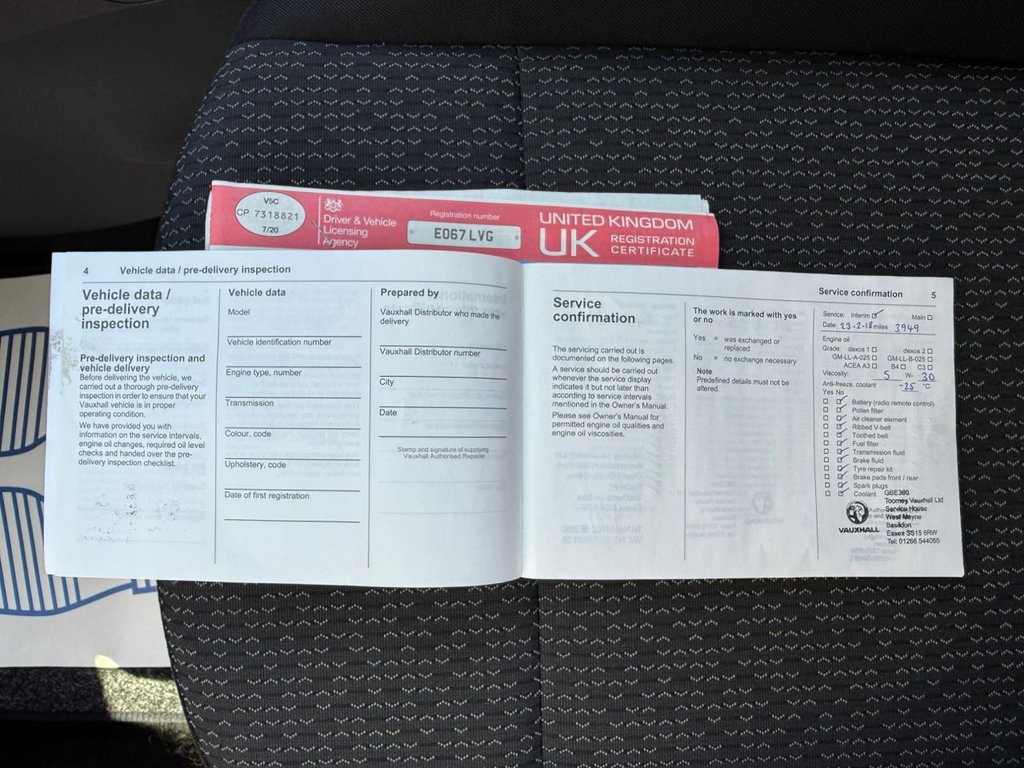 V5C
CP 7318821
7/20
Driver & Vehicle
Licensing
Agency
Registration number
EO67 LVG
UNITED KINGDOM
UK REGISTRATION
CERTIFICATE
4 Vehicle data / pre-delivery inspection
Vehicle data /
pre-delivery
inspection
Pre-delivery inspection and
vehicle delivery
Before delivering the vehicle, we
carried out a thorough pre-delivery
inspection in order to ensure that your
Vauxhall vehicle is in proper
operating condition.
We have provided you with
information on the service intervals,
engine oil changes, required oil level
checks and handed over the pre-
delivery inspection checklist.
Vehicle data
Model
Vehicle identification number
Engine type, number
Transmission
Colour, code
Upholstery, code
Date of first registration
Prepared by
Vauxhall Distributor who made the
delivery
Vauxhall Distributor number
City
Date
Stamp and signature of supplying
Vauxhall Authorised Repairer
Service confirmation 5
Service
confirmation
The servicing carried out is
documented on the following pages.
A service should be carried out
whenever the service display
indicates it but not later than
according to service intervals
mentioned in the Owner's Manual.
Please see Owner's Manual for
permitted engine oil qualities and
engine oil viscosities.
The work is marked with yes
or no
Yes = was exchanged or
replaced
No = no exchange necessary
Note
Predefined details must not be
altered.
Service: Interim ☑ Main ☐
Date: 23-2-18 miles 3949
Engine oil
Grade: dexos 1 ☐ dexos 2 ☐
GM-LL-A-025 ☐ GM-LL-B-025 ☐
ACEA A3 ☐ B4 ☐ C3 ☐
Viscosity: 5 W- 30
Anti-freeze, coolant -25 °C
Yes No
☐ ☑ Battery (radio remote control)
☐ ☑ Pollen filter
☐ ☑ Air cleaner element
☐ ☑ Ribbed V-belt
☐ ☑ Toothed belt
☐ ☑ Fuel filter
☐ ☑ Transmission fluid
☐ ☑ Brake fluid
☐ ☑ Tyre repair kit
☐ ☑ Brake pads front / rear
☐ ☑ Spark plugs
☐ ☑ Coolant
VAUXHALL
GBE380
Toomey Vauxhall Ltd
Service House
West Mayne
Basildon
Essex SS15 6RW
Tel: 01268 544055